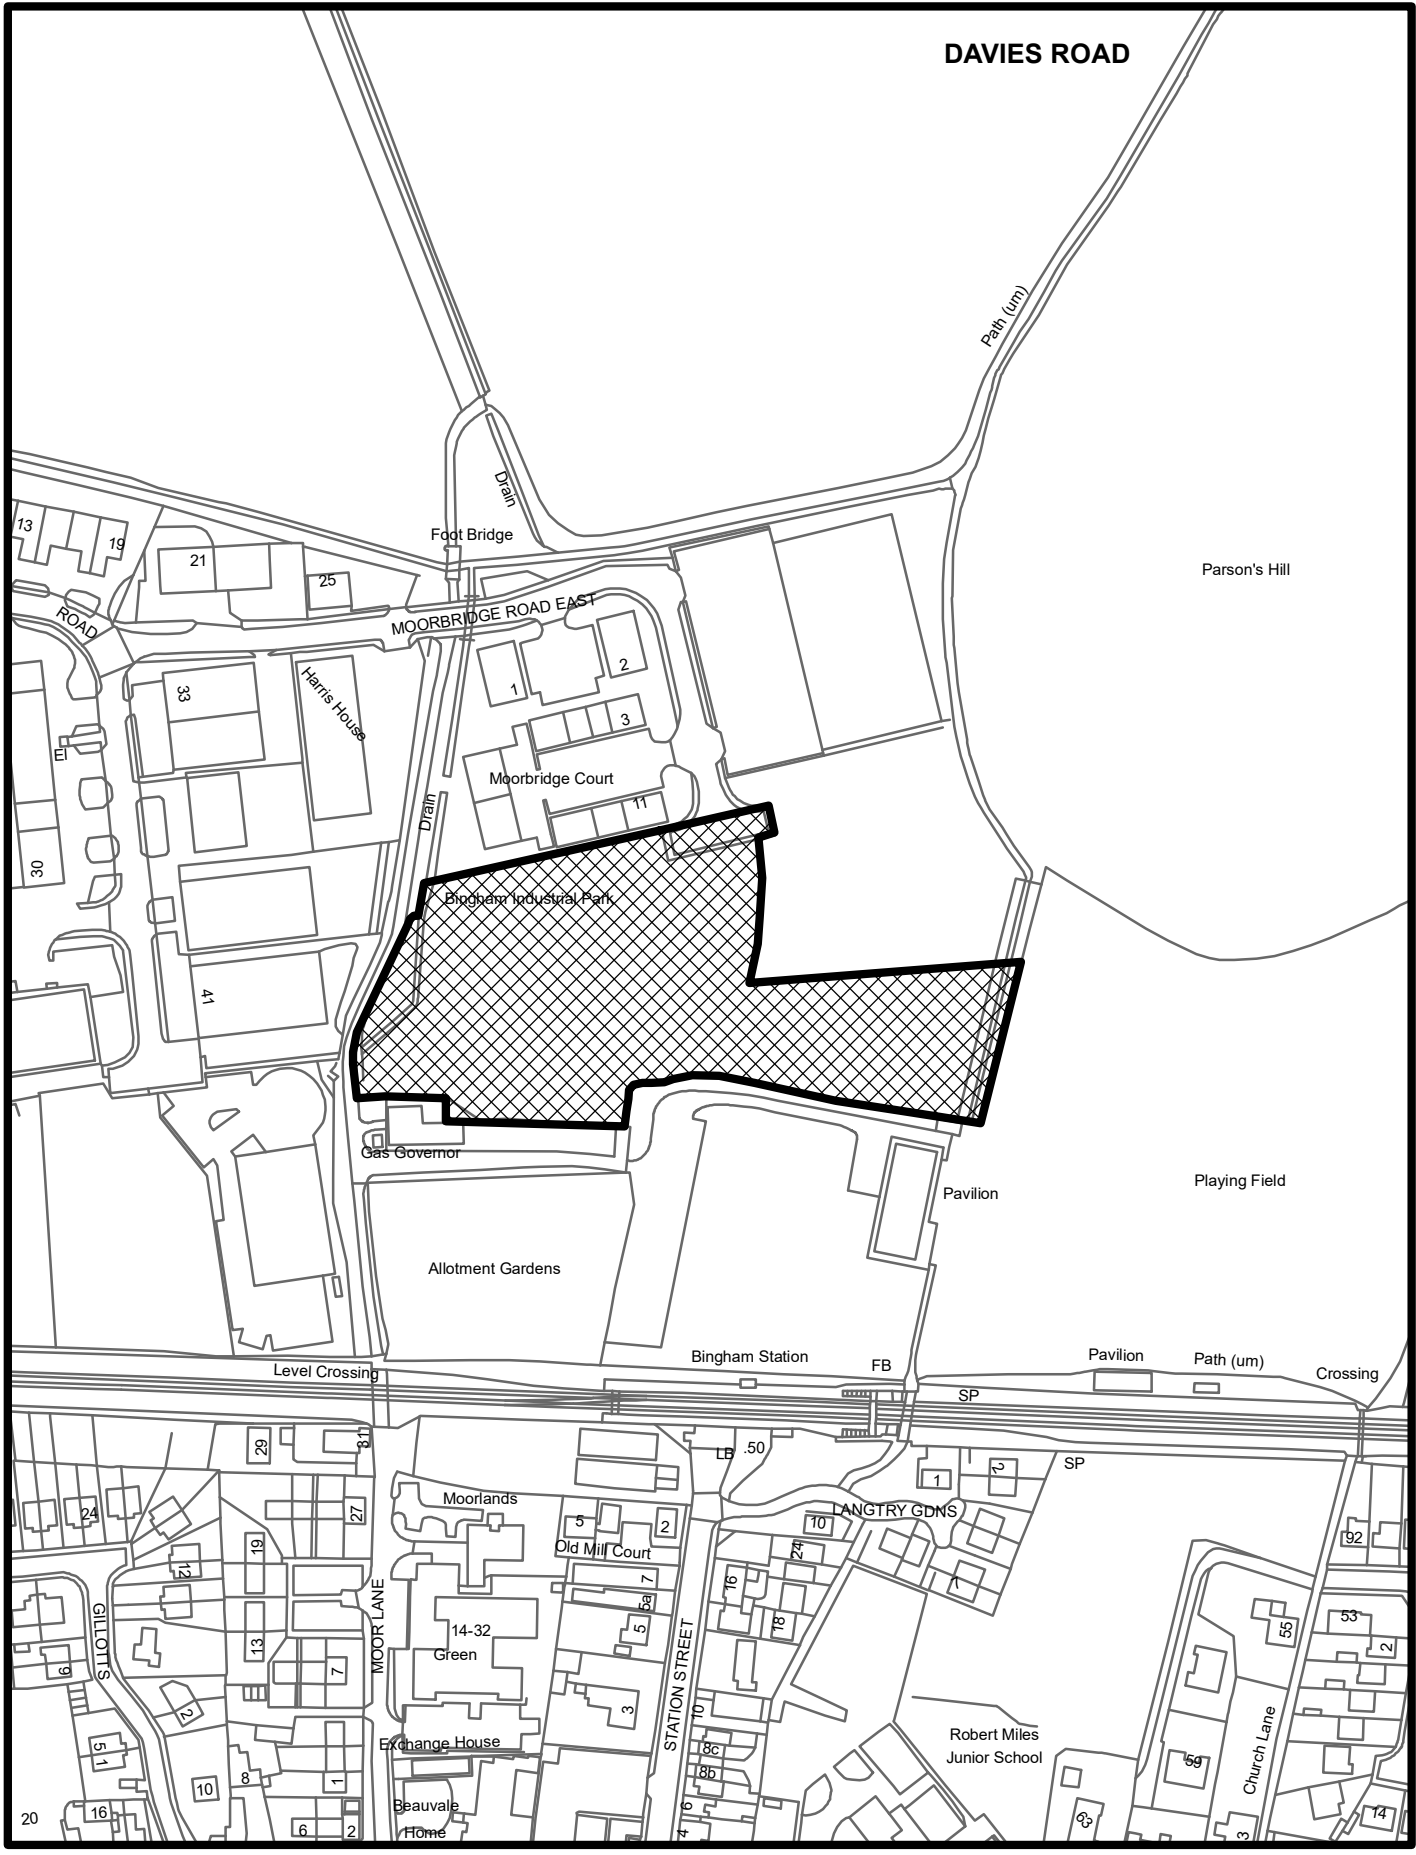 DAVIES ROAD
Path (um)
Drain
Foot Bridge
13
19
21
25
Parson's Hill
ROAD
MOORBRIDGE ROAD EAST
1
2
33
Harris House
3
El
Moorbridge Court
11
Drain
30
Bingham Industrial Park
41
Gas Governor
Pavilion
Playing Field
Allotment Gardens
Bingham Station
FB
Pavilion
Path (um)
Crossing
Level Crossing
SP
29
31
LB
.50
SP
1
2
24
27
Moorlands
5
2
10
LANGTRY GDNS
92
19
Old Mill Court
24
12
7
16
7
5a
GILLOTTS
MOOR LANE
14-32
Green
5
18
55
53
2
13
6
7
STATION STREET
2
3
10
Exchange House
8c
Robert Miles
Junior School
5 1
8
10
1
8b
59
Church Lane
20
16
Beauvale
Home
6
2
6
4
63
3
14